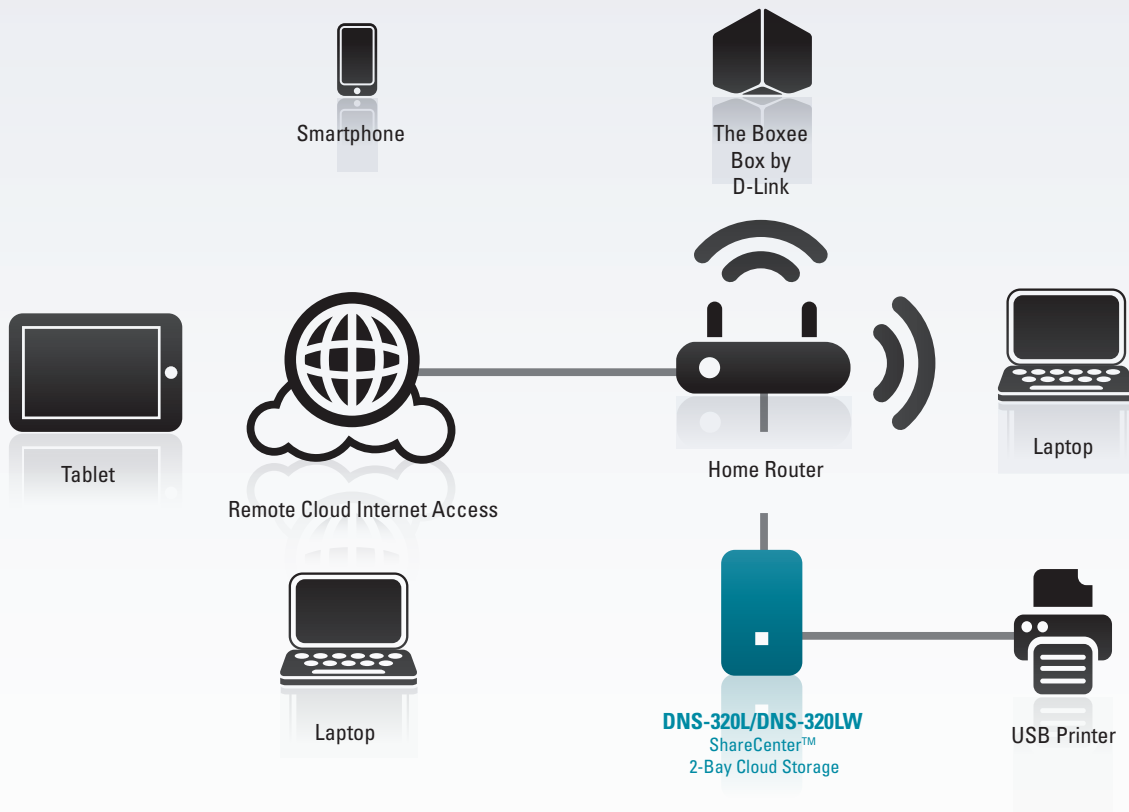 Smartphone
The Boxee
Box by
D-Link
Tablet
Remote Cloud Internet Access
Home Router
Laptop
Laptop
DNS-320L/DNS-320LW
ShareCenter™
2-Bay Cloud Storage
USB Printer